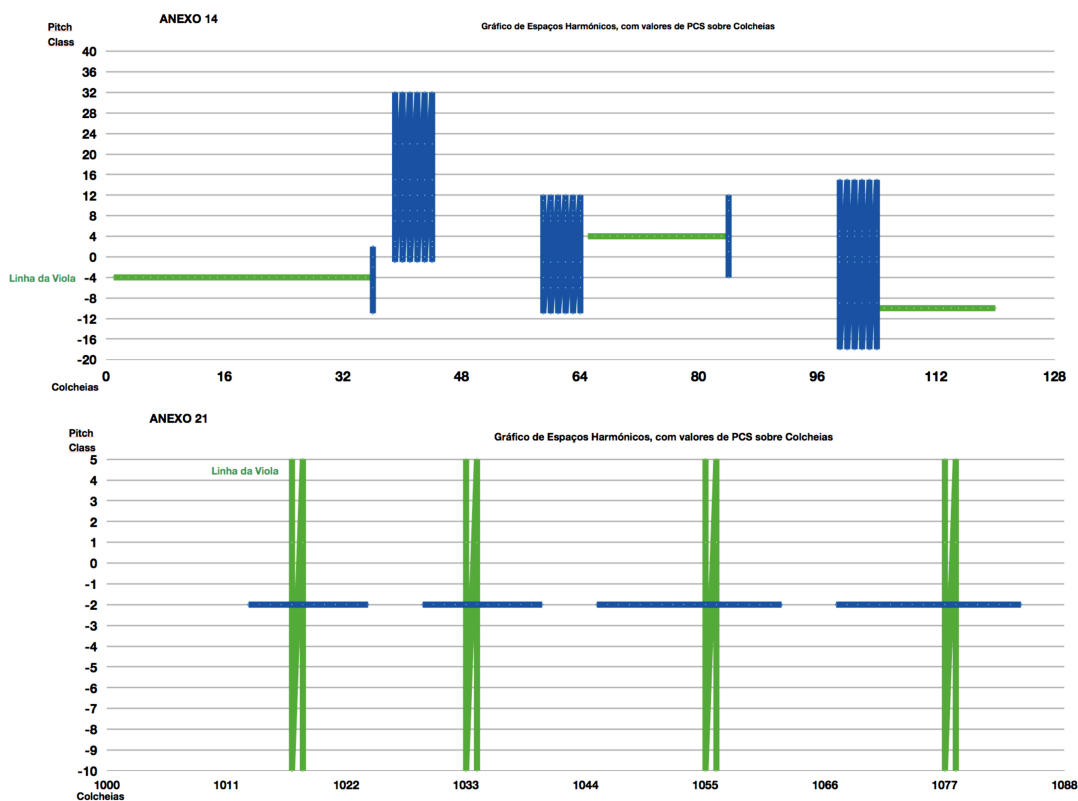 ANEXO 14
Pitch
Class
Gráfico de Espaços Harmónicos, com valores de PCS sobre Colcheias
40
36
32
28
24
20
16
12
8
4
0
Linha da Viola -4
-8
-12
-16
-20
0 16 32 48 64 80 96 112 128
Colcheias
ANEXO 21
Pitch
Class
Gráfico de Espaços Harmónicos, com valores de PCS sobre Colcheias
5
Linha da Viola
4
3
2
1
0
-1
-2
-3
-4
-5
-6
-7
-8
-9
-10
1000 1011 1022 1033 1044 1055 1066 1077 1088
Colcheias